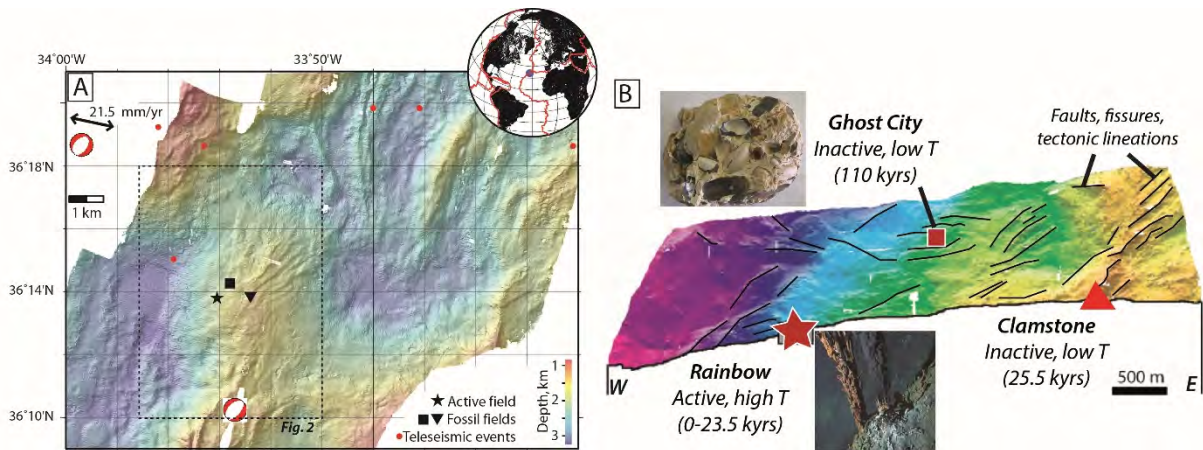 34°00'W
33°50'W
A
21.5 mm/yr
36°18'N
1 km
36°14'N
36°10'N
Fig. 2
Active field
Fossil fields
Teleseismic events
Depth, km
1
2
3
B
Ghost City
Inactive, low T
(110 kyrs)
Faults, fissures,
tectonic lineations
W
Rainbow
Active, high T
(0-23.5 kyrs)
Clamstone
Inactive, low T
(25.5 kyrs)
500 m
E